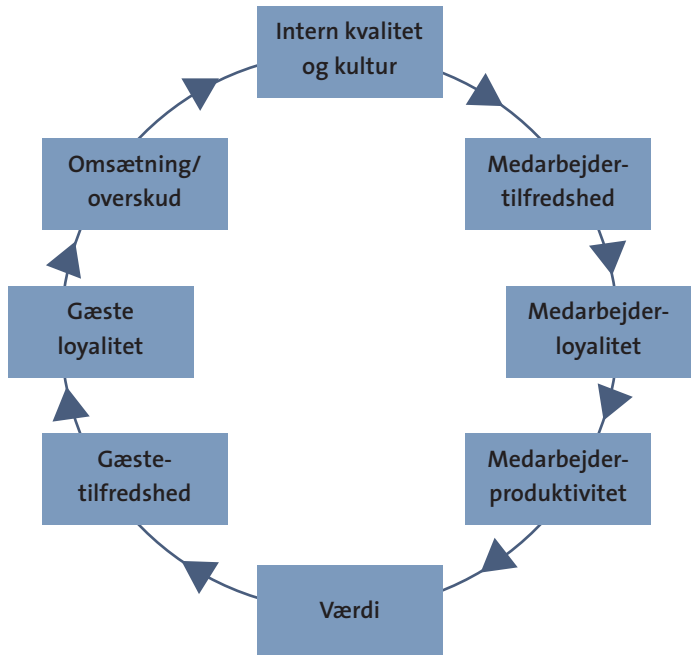 Intern kvalitet
og kultur
Medarbejder-
tilfredshed
Medarbejder-
loyalitet
Medarbejder-
produktivitet
Værdi
Gæste-
tilfredshed
Gæste
loyalitet
Omsætning/
overskud